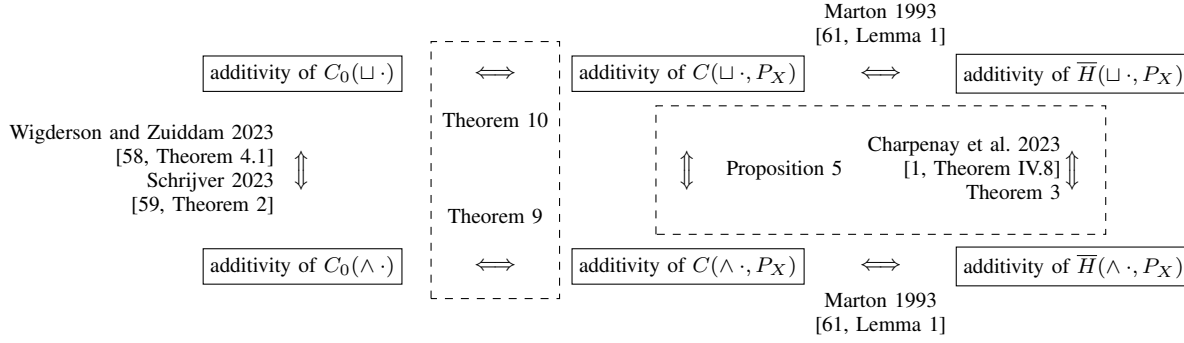 Marton 1993
[61, Lemma 1]
additivity of C₀(⊔ ·) ⟺ additivity of C(⊔ ·, P_X) ⟺ additivity of H̅(⊔ ·, P_X)
Theorem 10
Wigderson and Zuiddam 2023
[58, Theorem 4.1]
Schrijver 2023
[59, Theorem 2]
⇕
⇕ Proposition 5
Charpenay et al. 2023
[1, Theorem IV.8]
Theorem 3
⇕
Theorem 9
additivity of C₀(∧ ·) ⟺ additivity of C(∧ ·, P_X) ⟺ additivity of H̅(∧ ·, P_X)
Marton 1993
[61, Lemma 1]